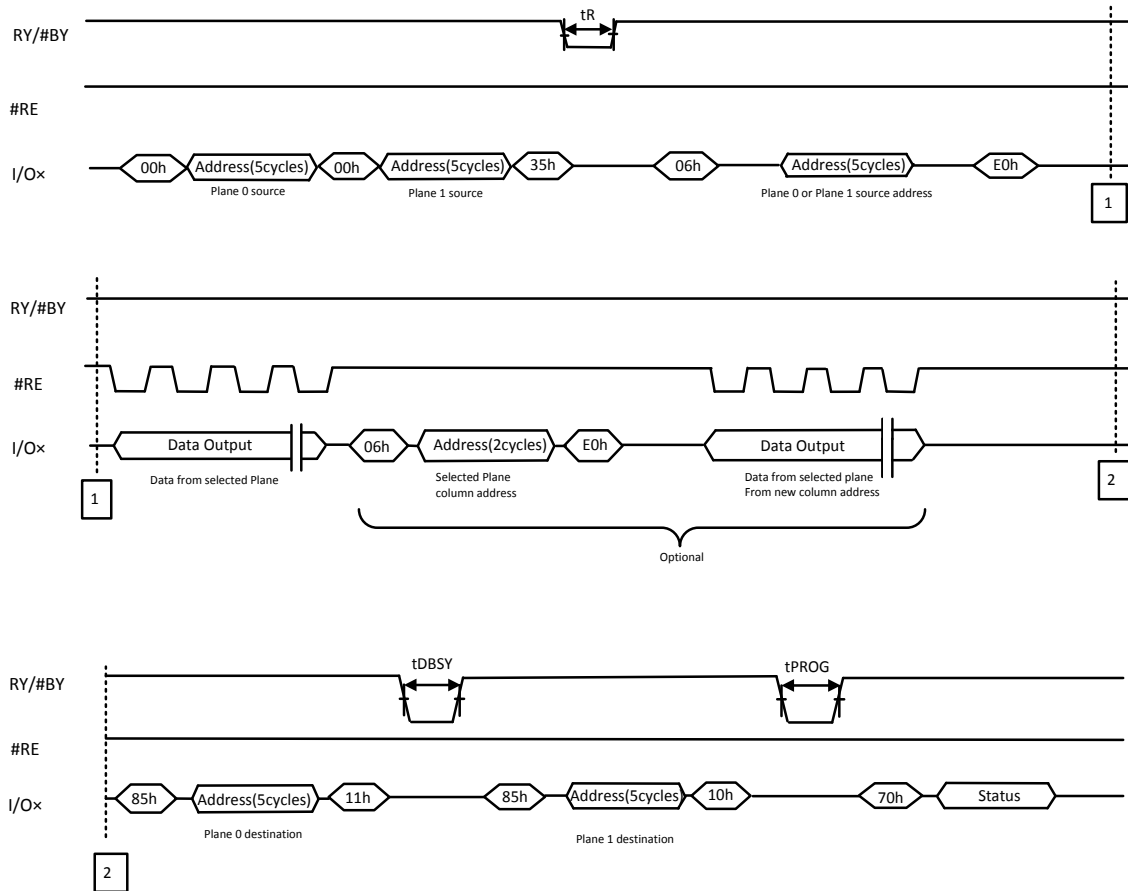 tR
RY/#BY
#RE
I/O×
00h
Address(5cycles)
00h
Address(5cycles)
35h
06h
Address(5cycles)
E0h
Plane 0 source
Plane 1 source
Plane 0 or Plane 1 source address
1
RY/#BY
#RE
I/O×
Data Output
06h
Address(2cycles)
E0h
Data Output
Data from selected Plane
Selected Plane
column address
Data from selected plane
From new column address
1
2
Optional
tDBSY
tPROG
RY/#BY
#RE
I/O×
85h
Address(5cycles)
11h
85h
Address(5cycles)
10h
70h
Status
Plane 0 destination
Plane 1 destination
2